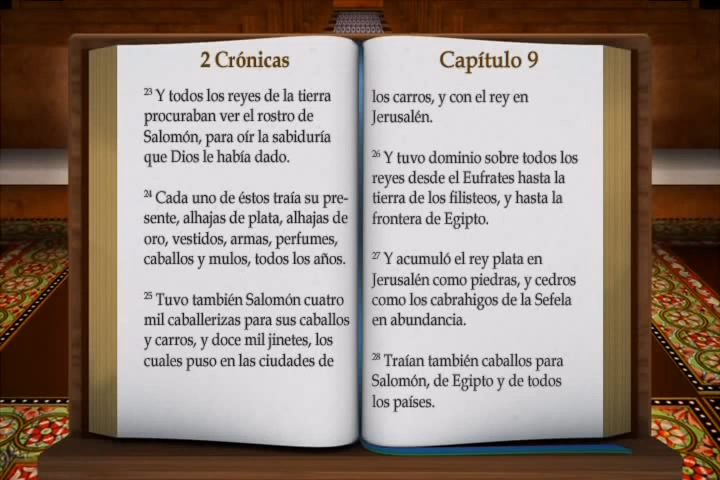 2 Crónicas
23 Y todos los reyes de la tierra
procuraban ver el rostro de
Salomón, para oír la sabiduría
que Dios le había dado.
24 Cada uno de éstos traía su pre-
sente, alhajas de plata, alhajas de
oro, vestidos, armas, perfumes,
caballos y mulos, todos los años.
25 Tuvo también Salomón cuatro
mil caballerizas para sus caballos
y carros, y doce mil jinetes, los
cuales puso en las ciudades de
Capítulo 9
los carros, y con el rey en
Jerusalén.
26 Y tuvo dominio sobre todos los
reyes desde el Eufrates hasta la
tierra de los filisteos, y hasta la
frontera de Egipto.
27 Y acumuló el rey plata en
Jerusalén como piedras, y cedros
como los cabrahigos de la Sefela
en abundancia.
28 Traían también caballos para
Salomón, de Egipto y de todos
los países.